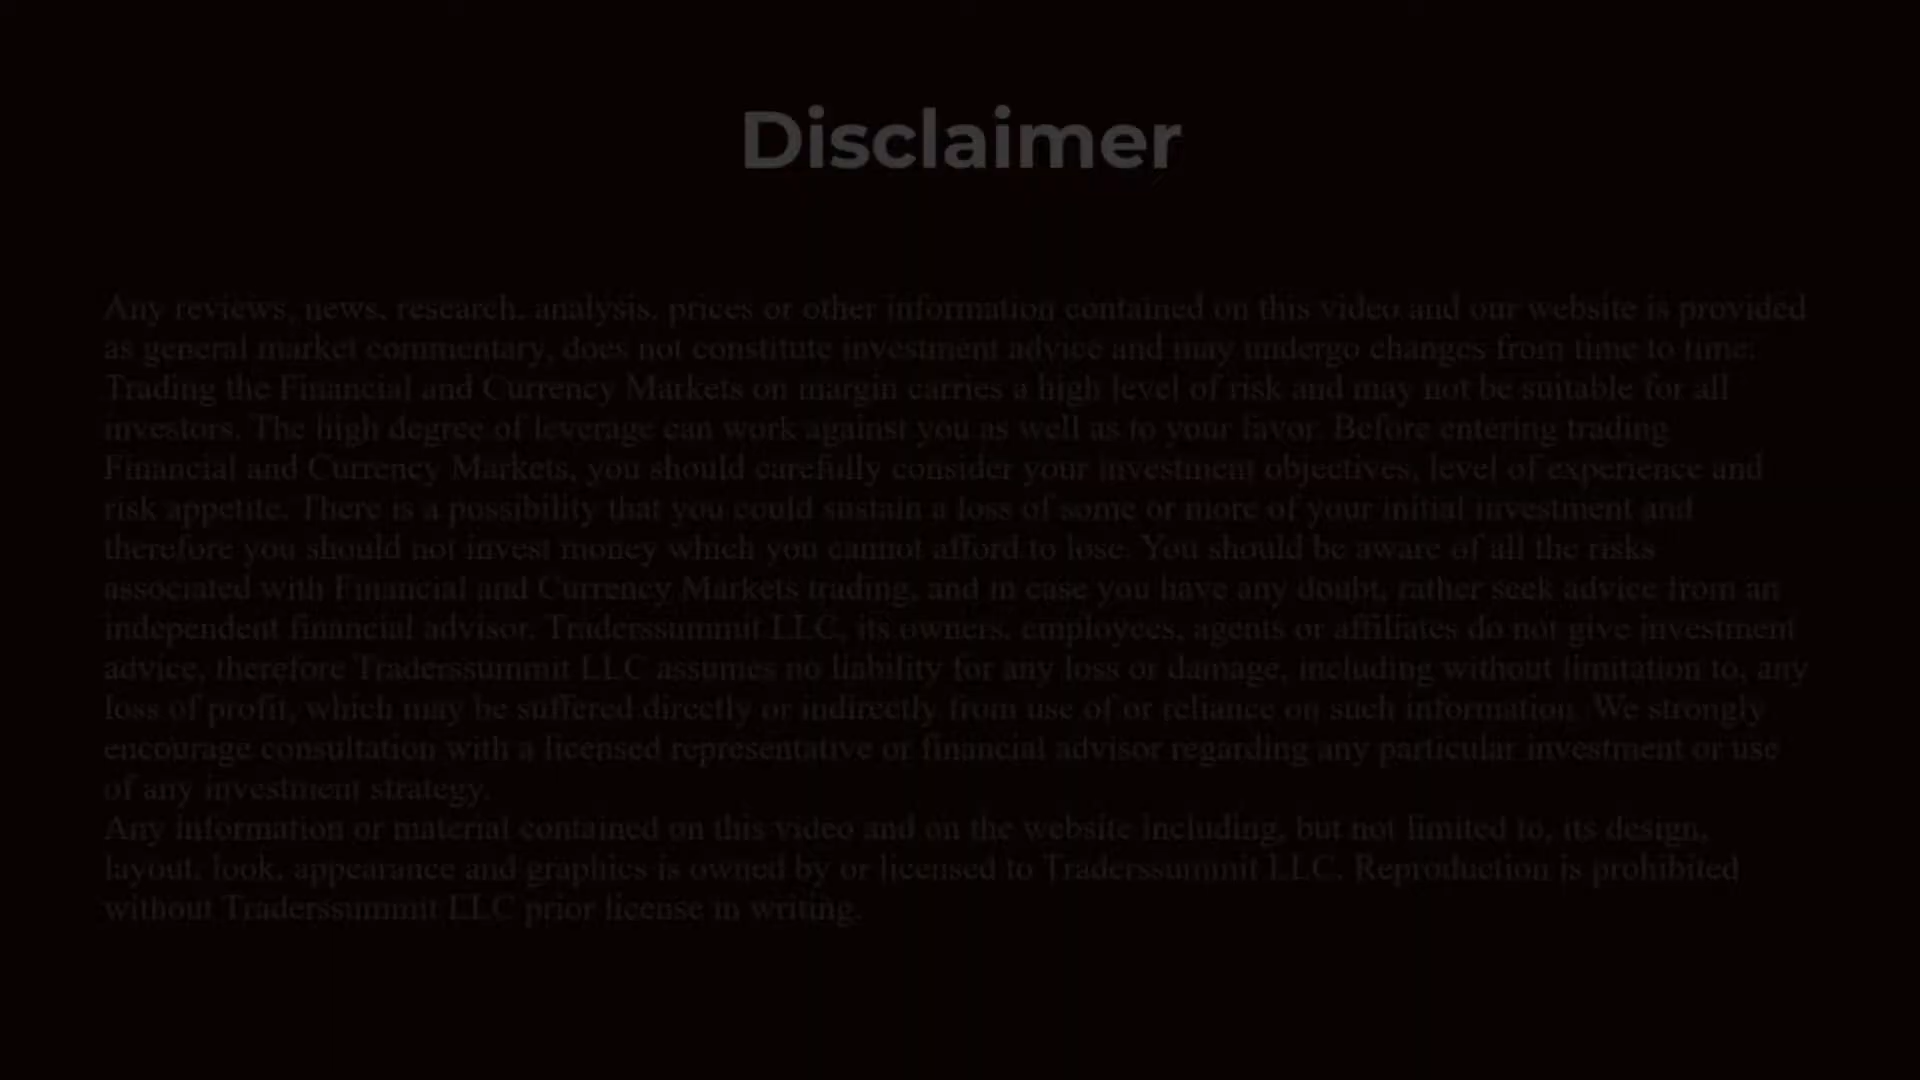 Disclaimer
Any reviews, news, research, analysis, prices or other information contained on this video and our website is provided
as general market commentary, does not constitute investment advice and may undergo changes from time to time.
Trading the Financial and Currency Markets on margin carries a high level of risk and may not be suitable for all
investors. The high degree of leverage can work against you as well as to your favor. Before entering trading
Financial and Currency Markets, you should carefully consider your investment objectives, level of experience and
risk appetite. There is a possibility that you could sustain a loss of some or more of your initial investment and
therefore you should not invest money which you cannot afford to lose. You should be aware of all the risks
associated with Financial and Currency Markets trading, and in case you have any doubt, rather seek advice from an
independent financial advisor. Traderssummit LLC, its owners, employees, agents or affiliates do not give investment
advice, therefore Traderssummit LLC assumes no liability for any loss or damage, including without limitation to, any
loss of profit, which may be suffered directly or indirectly from use of or reliance on such information. We strongly
encourage consultation with a licensed representative or financial advisor regarding any particular investment or use
of any investment strategy.
Any information or material contained on this video and on the website including, but not limited to, its design,
layout, look, appearance and graphics is owned by or licensed to Traderssummit LLC. Reproduction is prohibited
without Traderssummit LLC prior license in writing.